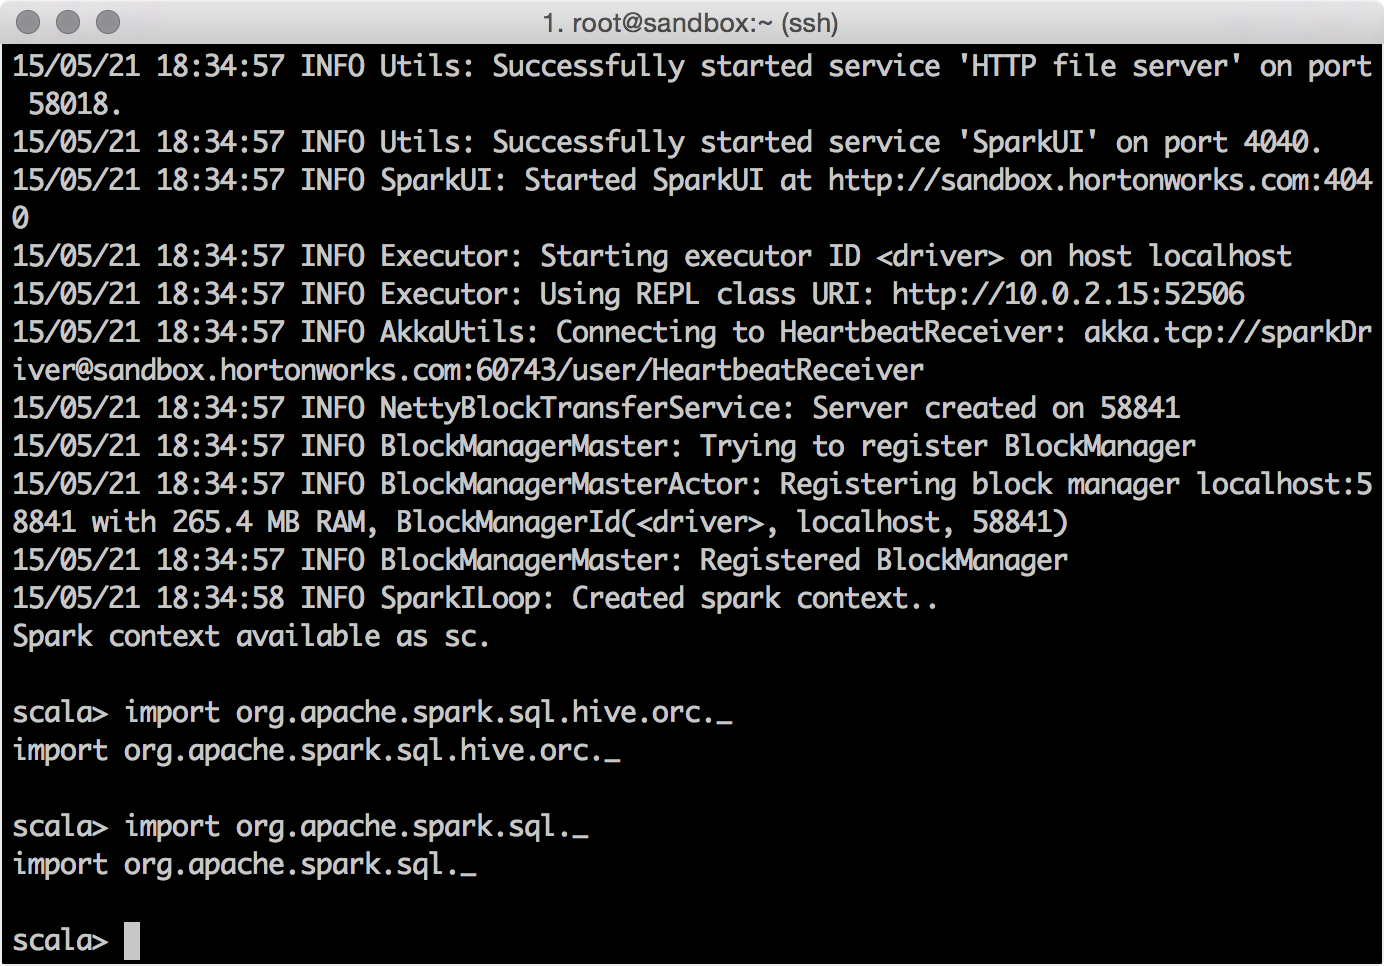 1. root@sandbox:~ (ssh)
15/05/21 18:34:57 INFO Utils: Successfully started service 'HTTP file server' on port
 58018.
15/05/21 18:34:57 INFO Utils: Successfully started service 'SparkUI' on port 4040.
15/05/21 18:34:57 INFO SparkUI: Started SparkUI at http://sandbox.hortonworks.com:404
0
15/05/21 18:34:57 INFO Executor: Starting executor ID <driver> on host localhost
15/05/21 18:34:57 INFO Executor: Using REPL class URI: http://10.0.2.15:52506
15/05/21 18:34:57 INFO AkkaUtils: Connecting to HeartbeatReceiver: akka.tcp://sparkDr
iver@sandbox.hortonworks.com:60743/user/HeartbeatReceiver
15/05/21 18:34:57 INFO NettyBlockTransferService: Server created on 58841
15/05/21 18:34:57 INFO BlockManagerMaster: Trying to register BlockManager
15/05/21 18:34:57 INFO BlockManagerMasterActor: Registering block manager localhost:5
8841 with 265.4 MB RAM, BlockManagerId(<driver>, localhost, 58841)
15/05/21 18:34:57 INFO BlockManagerMaster: Registered BlockManager
15/05/21 18:34:58 INFO SparkILoop: Created spark context..
Spark context available as sc.
scala> import org.apache.spark.sql.hive.orc._
import org.apache.spark.sql.hive.orc._
scala> import org.apache.spark.sql._
import org.apache.spark.sql._
scala>